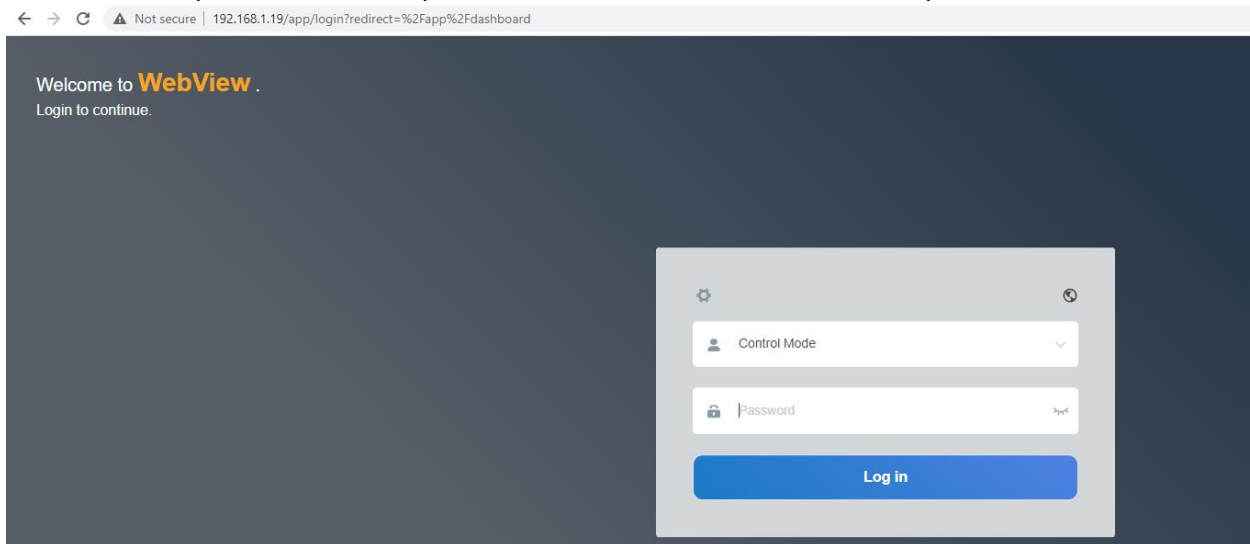 Not secure | 192.168.1.19/app/login?redirect=%2Fapp%2Fdashboard
Welcome to WebView .
Login to continue.
Control Mode
Password
Log in